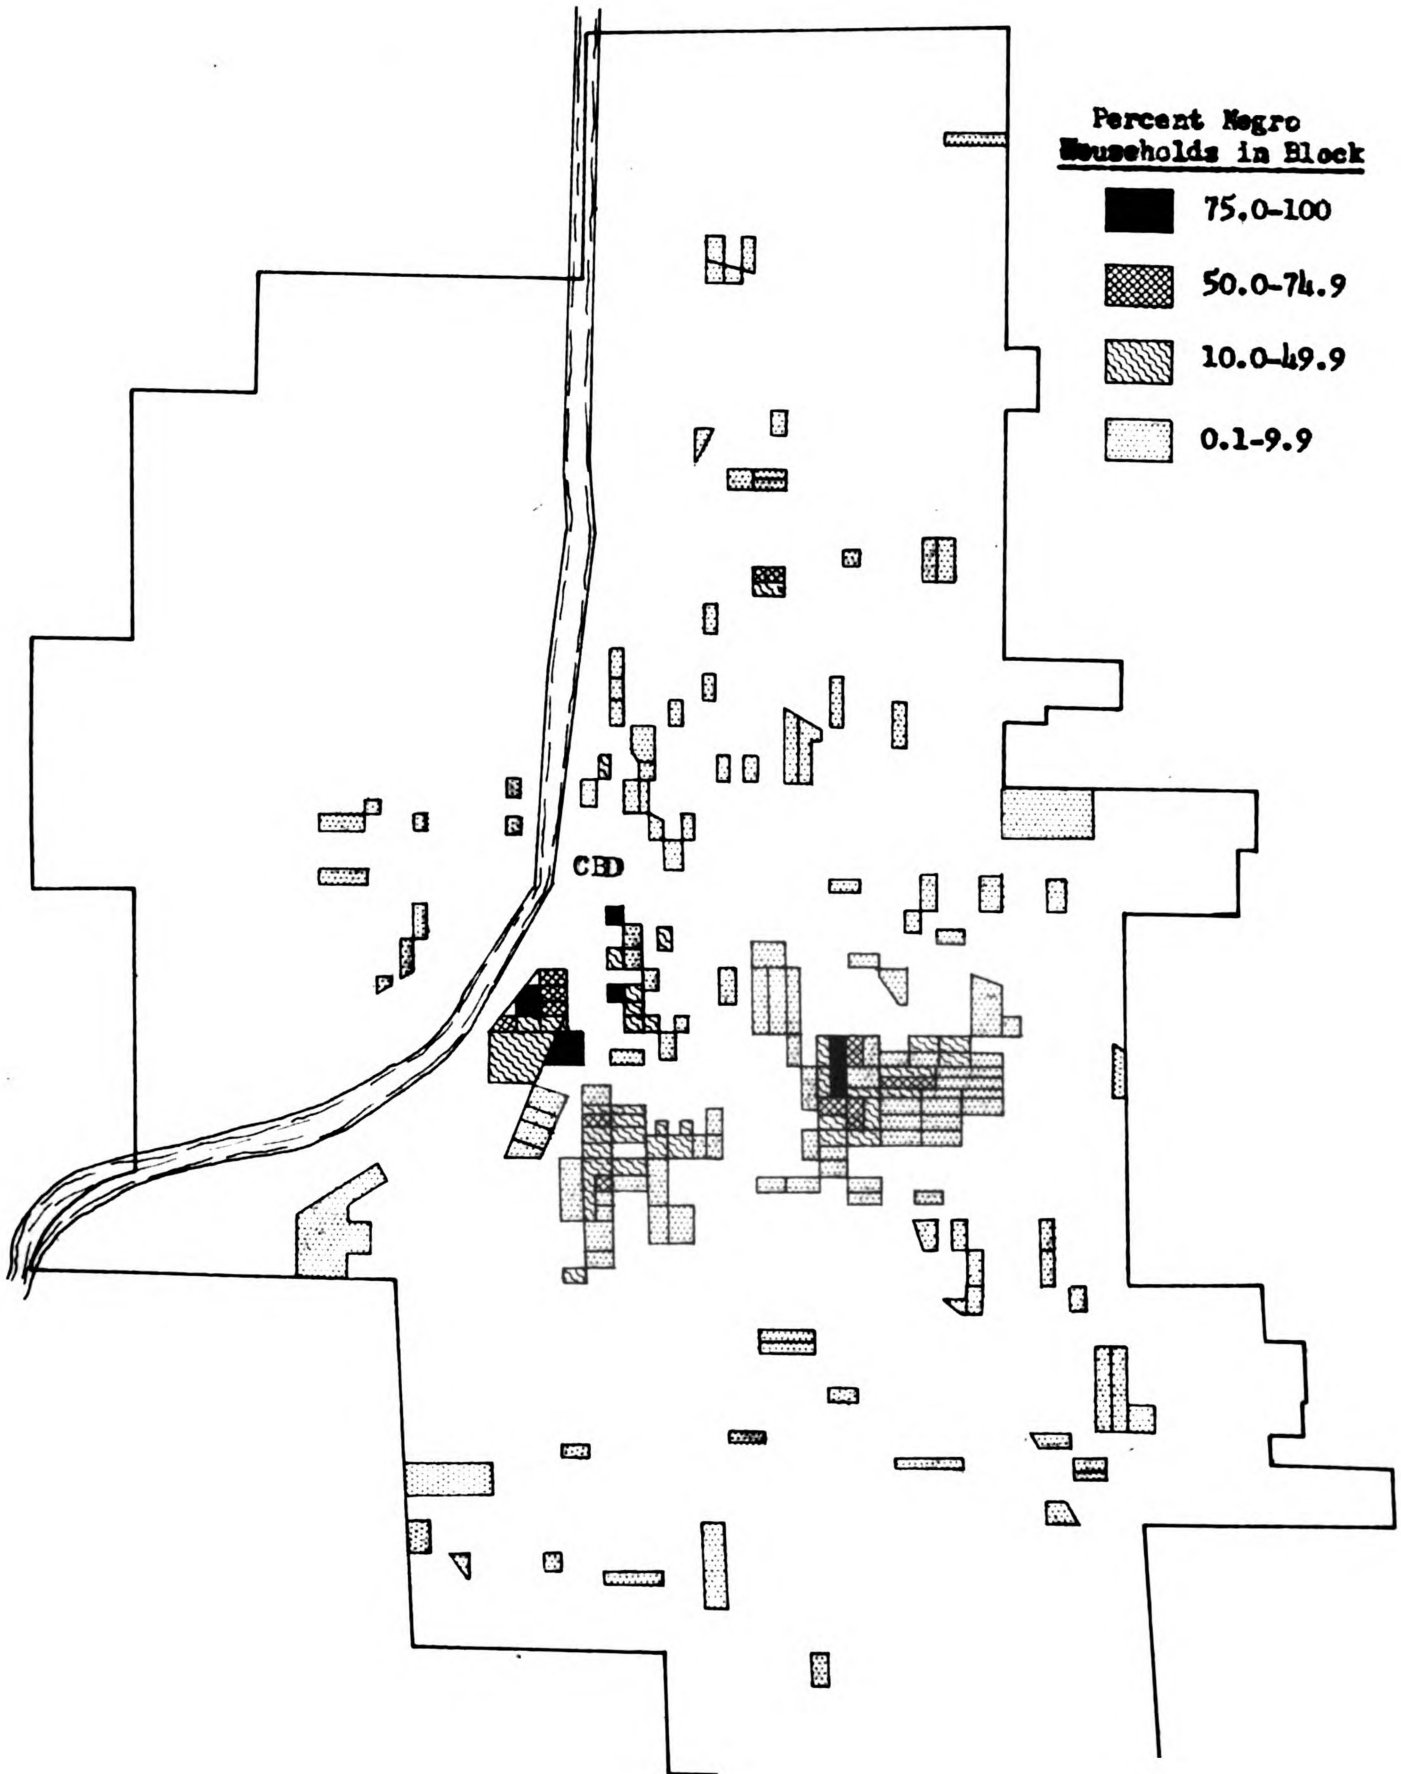 Percent Negro
Households in Block
75.0-100
50.0-74.9
10.0-49.9
0.1-9.9
CBD